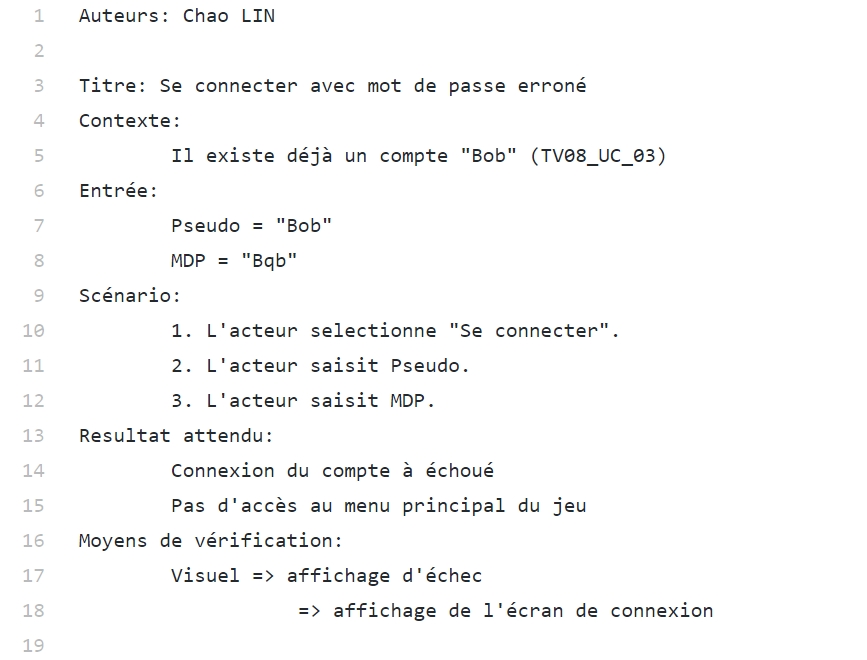 1 Auteurs: Chao LIN
2
3 Titre: Se connecter avec mot de passe erroné
4 Contexte:
5 Il existe déjà un compte "Bob" (TV08_UC_03)
6 Entrée:
7 Pseudo = "Bob"
8 MDP = "Bqb"
9 Scénario:
10 1. L'acteur selectionne "Se connecter".
11 2. L'acteur saisit Pseudo.
12 3. L'acteur saisit MDP.
13 Resultat attendu:
14 Connexion du compte à échoué
15 Pas d'accès au menu principal du jeu
16 Moyens de vérification:
17 Visuel => affichage d'échec
18 => affichage de l'écran de connexion
19